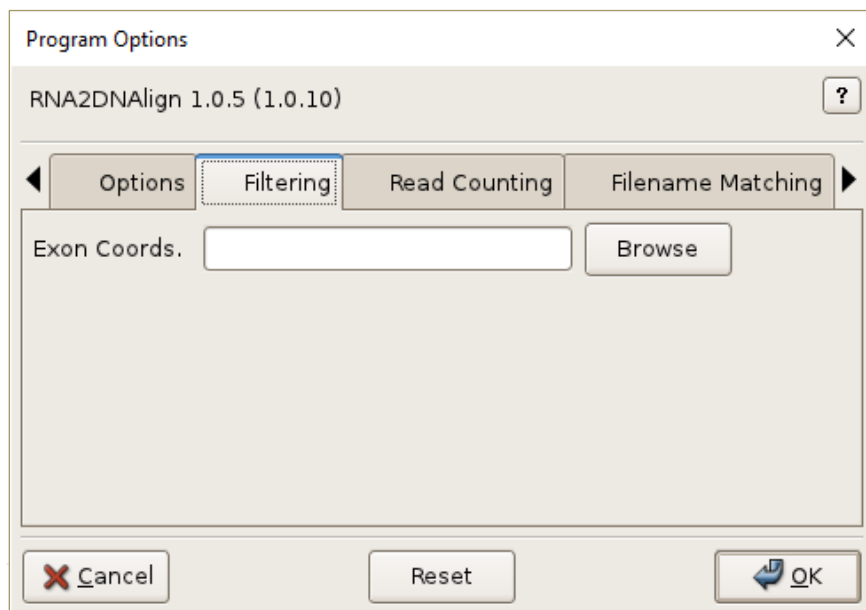 Program Options
RNA2DNAlign 1.0.5 (1.0.10)
?
Options Filtering Read Counting Filename Matching
Exon Coords. Browse
Cancel Reset OK